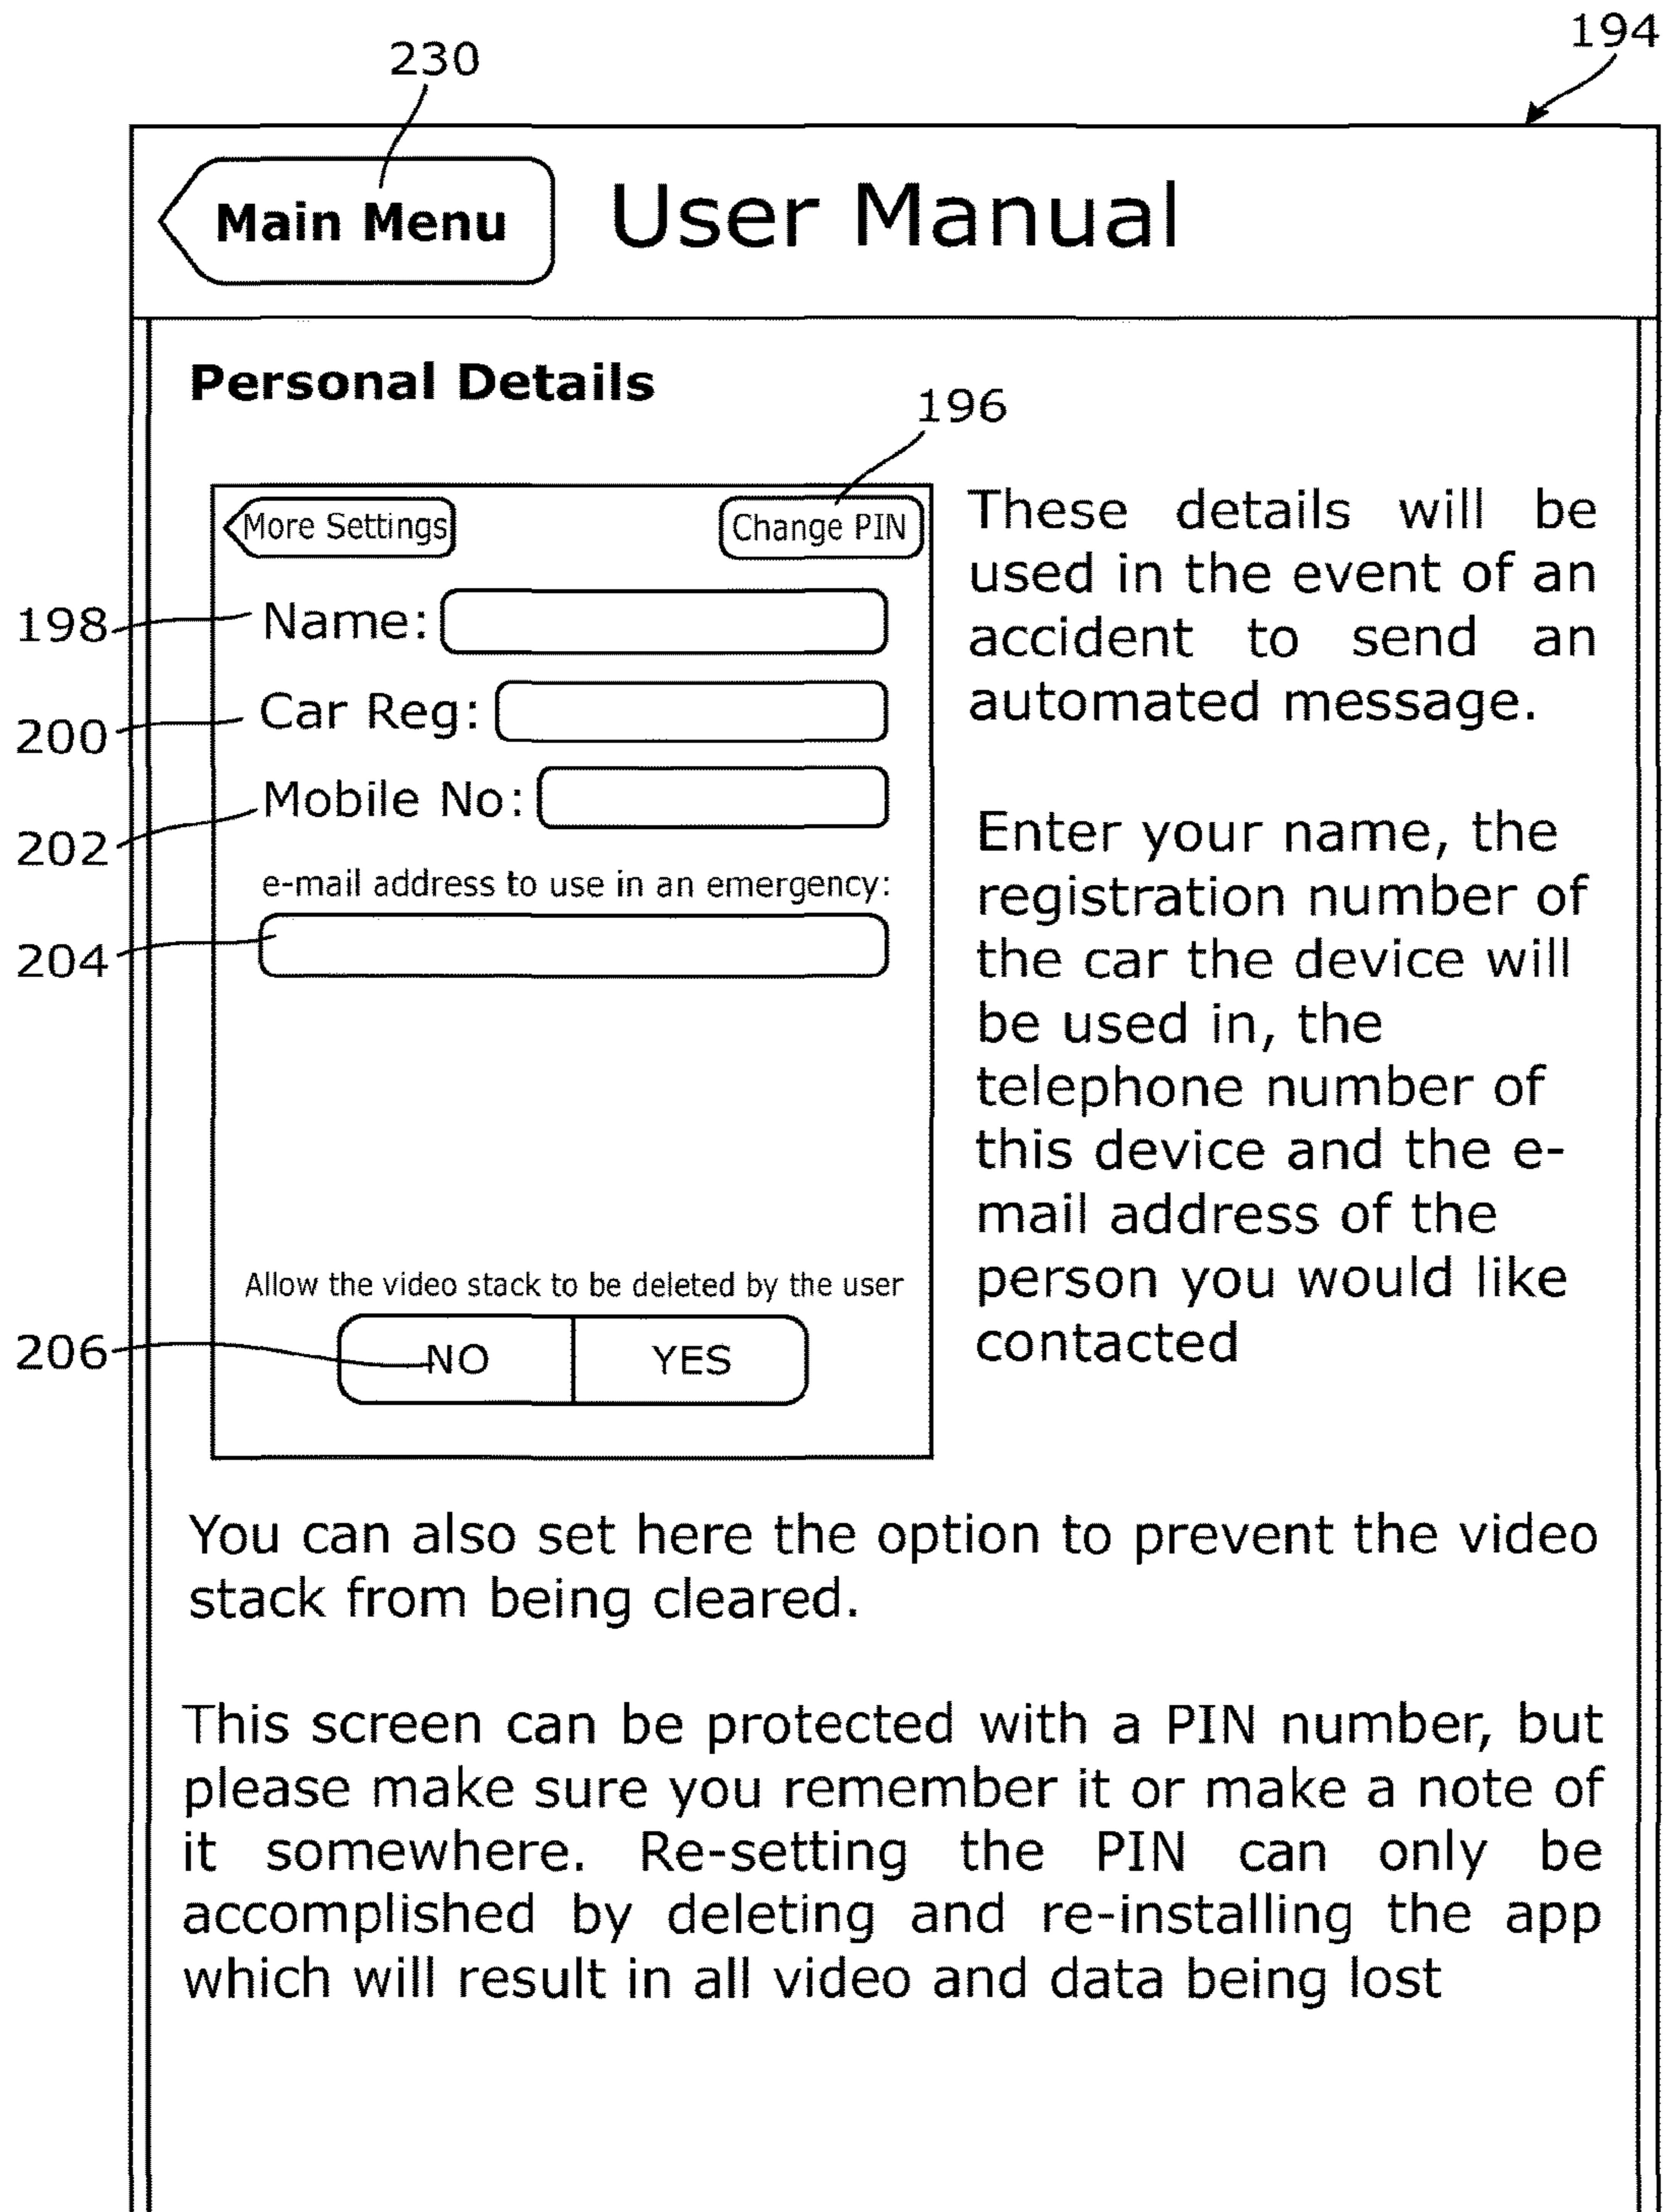 230
194
Main Menu
User Manual
Personal Details
196
More Settings
Change PIN
198
Name:
200
Car Reg:
202
Mobile No:
e-mail address to use in an emergency:
204
Allow the video stack to be deleted by the user
206
NO
YES
These details will be
used in the event of an
accident to send an
automated message.
Enter your name, the
registration number of
the car the device will
be used in, the
telephone number of
this device and the e-
mail address of the
person you would like
contacted
You can also set here the option to prevent the video
stack from being cleared.
This screen can be protected with a PIN number, but
please make sure you remember it or make a note of
it somewhere. Re-setting the PIN can only be
accomplished by deleting and re-installing the app
which will result in all video and data being lost